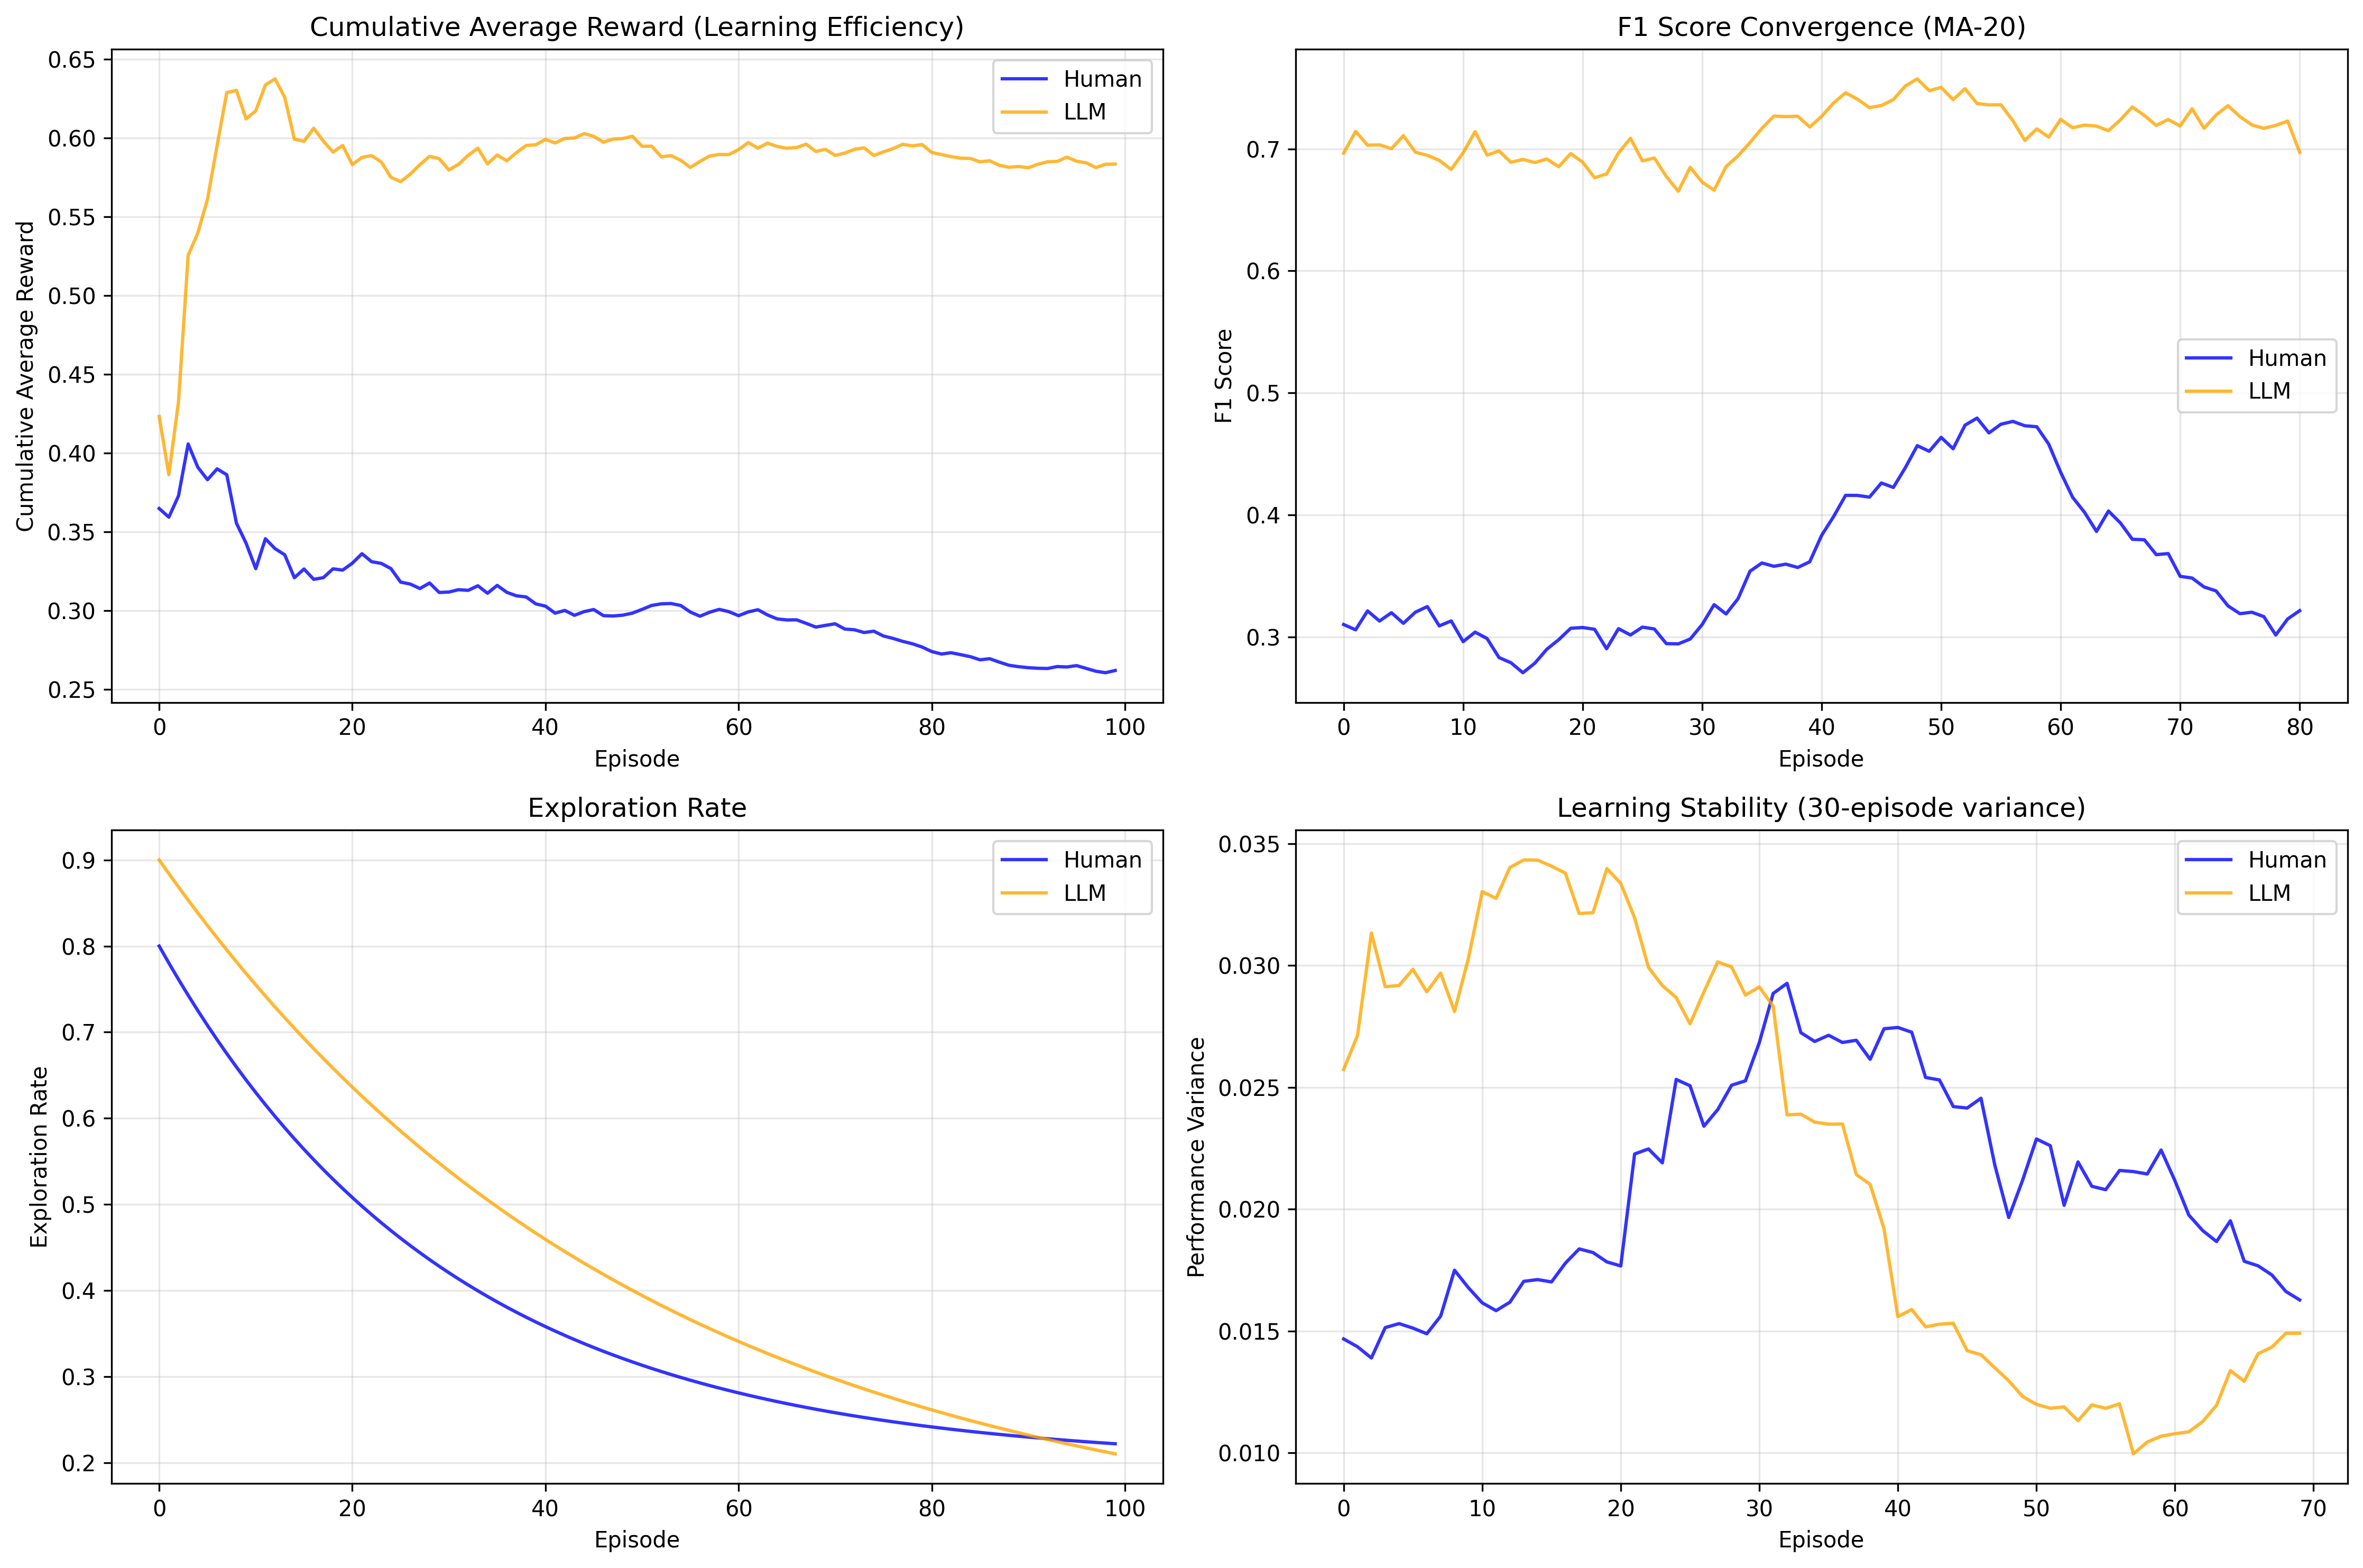 Cumulative Average Reward (Learning Efficiency)
Cumulative Average Reward
0.65
0.60
0.55
0.50
0.45
0.40
0.35
0.30
0.25
Human
LLM
0 20 40 60 80 100
Episode
F1 Score Convergence (MA-20)
F1 Score
0.7
0.6
0.5
0.4
0.3
Human
LLM
0 10 20 30 40 50 60 70 80
Episode
Exploration Rate
Exploration Rate
0.9
0.8
0.7
0.6
0.5
0.4
0.3
0.2
Human
LLM
0 20 40 60 80 100
Episode
Learning Stability (30-episode variance)
Performance Variance
0.035
0.030
0.025
0.020
0.015
0.010
Human
LLM
0 10 20 30 40 50 60 70
Episode